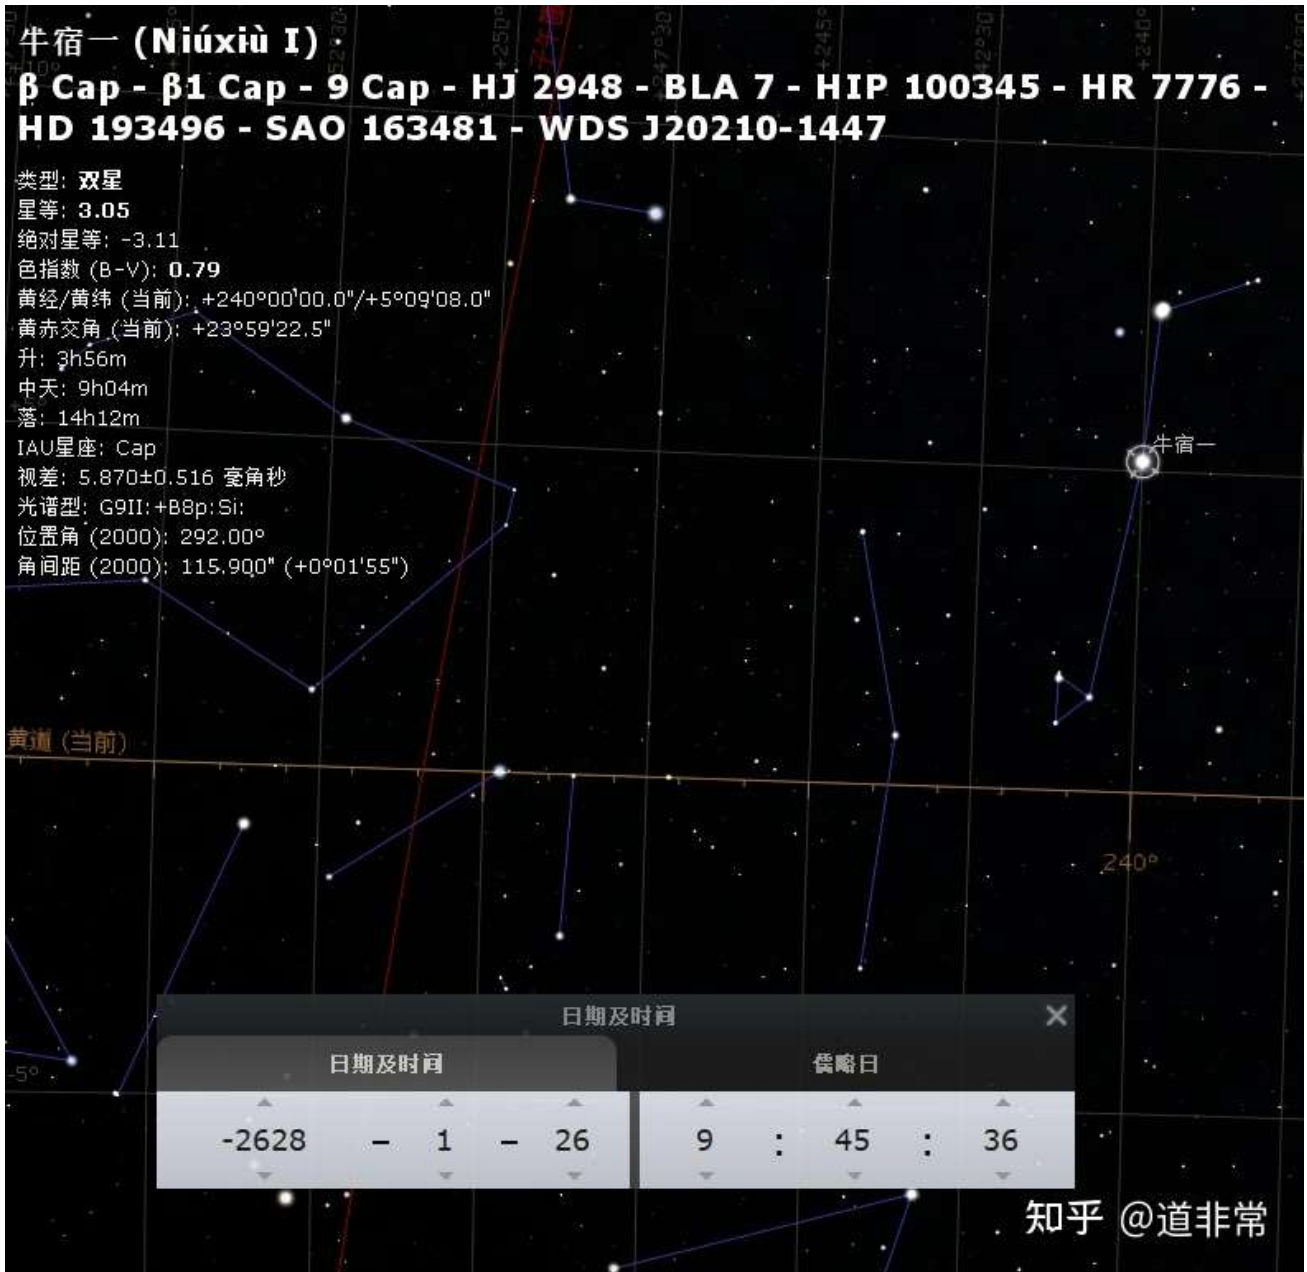 牛宿一 (Niúxiù I)
β Cap - β1 Cap - 9 Cap - HJ 2948 - BLA 7 - HIP 100345 - HR 7776 -
HD 193496 - SAO 163481 - WDS J20210-1447
类型: 双星
星等: 3.05
绝对星等: -3.11
色指数 (B-V): 0.79
黄经/黄纬 (当前): +240°00'00.0"/+5°09'08.0"
黄赤交角 (当前): +23°59'22.5"
升: 3h56m
中天: 9h04m
落: 14h12m
IAU星座: Cap
视差: 5.870±0.516 毫角秒
光谱型: G9II:+B8p:Si:
位置角 (2000): 292.00°
角间距 (2000): 115.900" (+0°01'55")
+250°
+247°30'
+245°
+240°
牛宿一
黄道 (当前)
240°
-5°
日期及时间
日期及时间 儒略日
-2628 - 1 - 26 9 : 45 : 36
知乎 @道非常